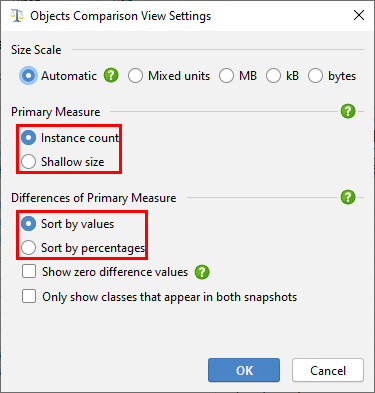 Objects Comparison View Settings
Size Scale
Automatic ? Mixed units MB kB bytes
Primary Measure ?
Instance count
Shallow size
Differences of Primary Measure ?
Sort by values
Sort by percentages
Show zero difference values ?
Only show classes that appear in both snapshots
OK Cancel